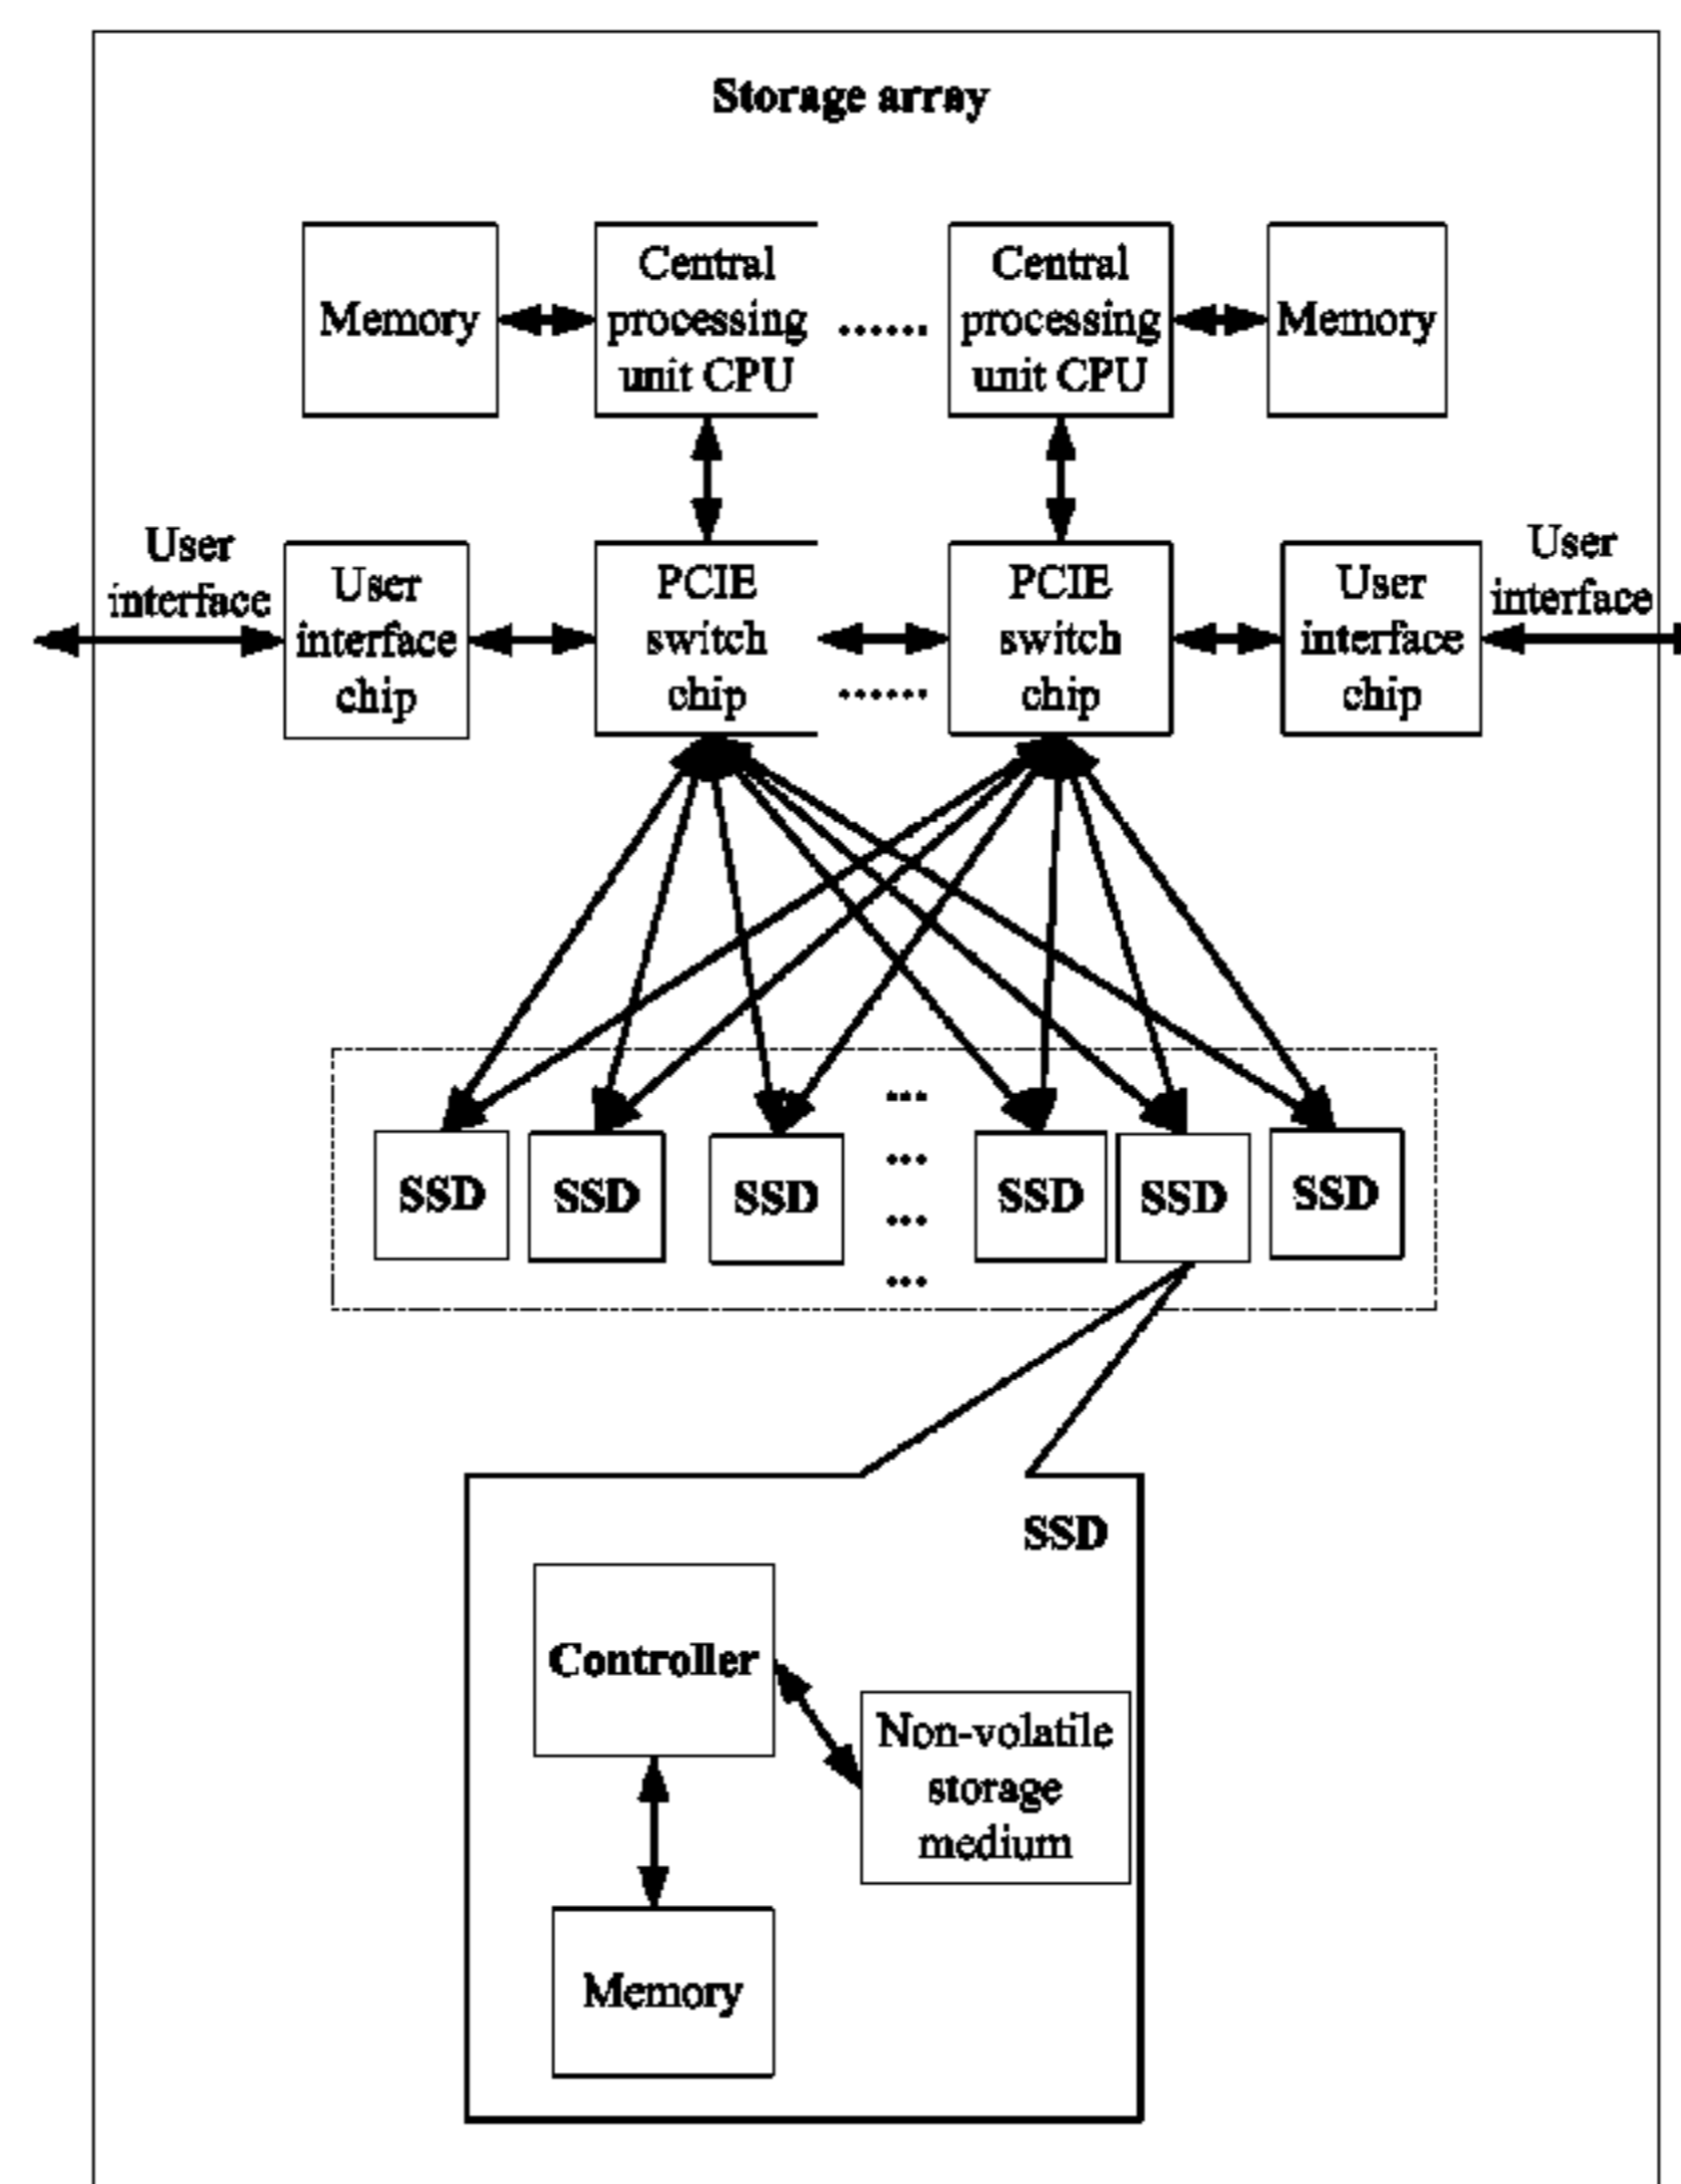 Storage array
Memory
Central
processing
unit CPU
......
Central
processing
unit CPU
Memory
User
interface
User
interface
chip
PCIE
switch
chip
......
PCIE
switch
chip
User
interface
chip
User
interface
SSD
SSD
SSD
...
...
...
...
SSD
SSD
SSD
SSD
Controller
Non-volatile
storage
medium
Memory